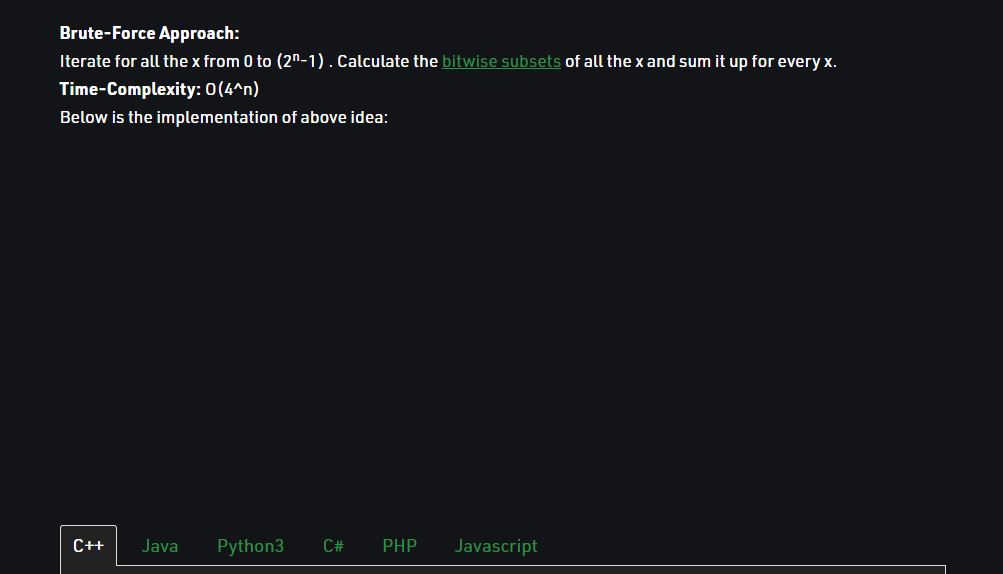 Brute-Force Approach:
Iterate for all the x from 0 to (2ⁿ-1) . Calculate the bitwise subsets of all the x and sum it up for every x.
Time-Complexity: O(4^n)
Below is the implementation of above idea:
C++ Java Python3 C# PHP Javascript